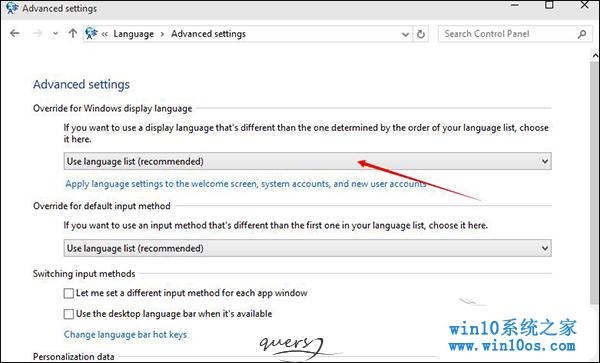 Advanced settings
« Language › Advanced settings
Search Control Panel
Advanced settings
Override for Windows display language
If you want to use a display language that's different than the one determined by the order of your language list, choose
it here.
Use language list (recommended)
Apply language settings to the welcome screen, system accounts, and new user accounts
Override for default input method
If you want to use an input method that's different than the first one in your language list, choose it here.
Use language list (recommended)
Switching input methods
Let me set a different input method for each app window
Use the desktop language bar when it's available
Change language bar hot keys
Personalization data
win10系统之家
www.win10os.com